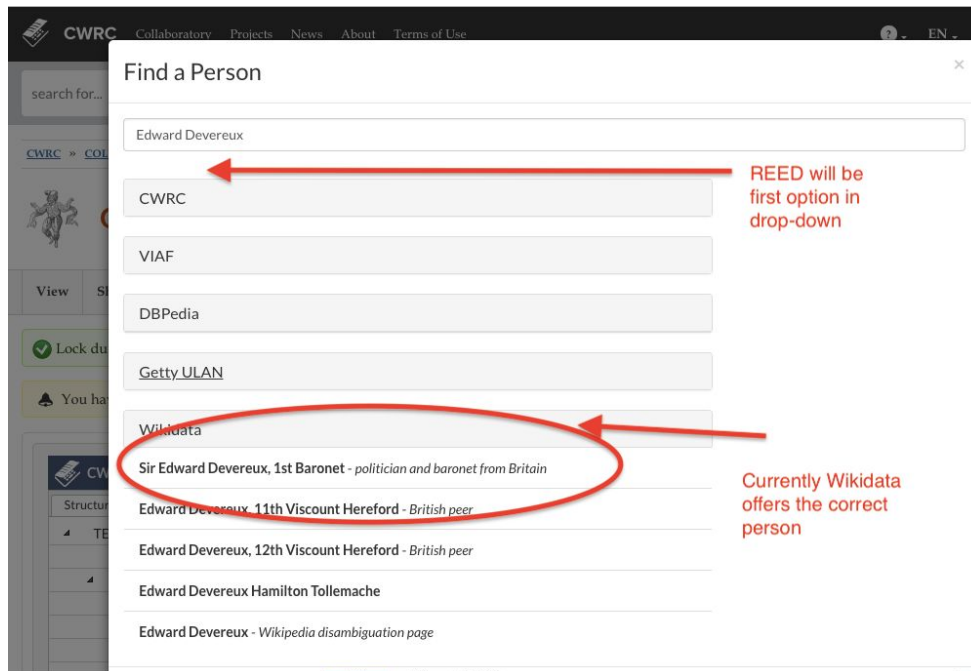 CWRC Collaboratory Projects News About Terms of Use ? EN
Find a Person ×
search for...
Edward Devereux
CWRC » COL
REED will be
first option in
drop-down
CWRC
VIAF
View
DBPedia
Lock du
Getty ULAN
You ha
Wikidata
Sir Edward Devereux, 1st Baronet - politician and baronet from Britain
CW
Currently Wikidata
offers the correct
person
Structur
Edward Devereux, 11th Viscount Hereford - British peer
TE
Edward Devereux, 12th Viscount Hereford - British peer
Edward Devereux Hamilton Tollemache
Edward Devereux - Wikipedia disambiguation page